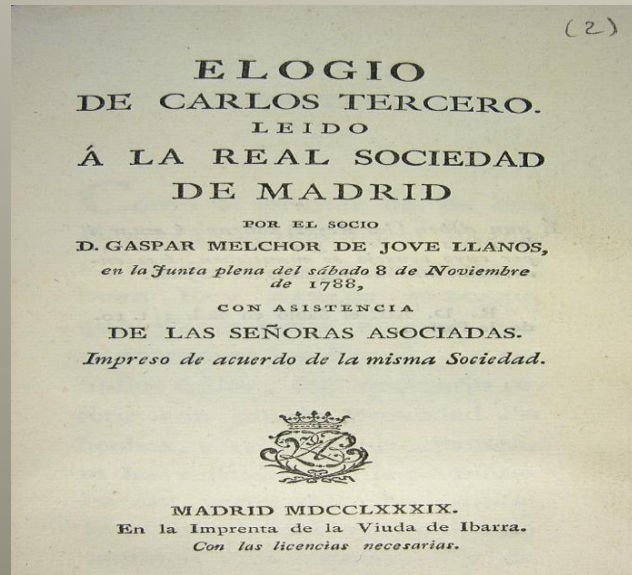 (2)
ELOGIO
DE CARLOS TERCERO.
LEIDO
Á LA REAL SOCIEDAD
DE MADRID
POR EL SOCIO
D. GASPAR MELCHOR DE JOVE LLANOS,
en la Junta plena del sábado 8 de Noviembre
de 1788,
CON ASISTENCIA
DE LAS SEÑORAS ASOCIADAS.
Impreso de acuerdo de la misma Sociedad.
MADRID MDCCLXXXIX.
En la Imprenta de la Viuda de Ibarra.
Con las licencias necesarias.